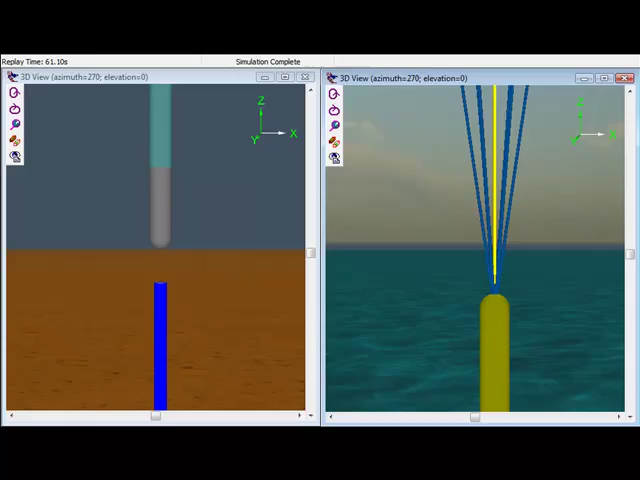 Replay Time: 61.10s
Simulation Complete
3D View (azimuth=270; elevation=0)
3D View (azimuth=270; elevation=0)
Z
X
Y
Z